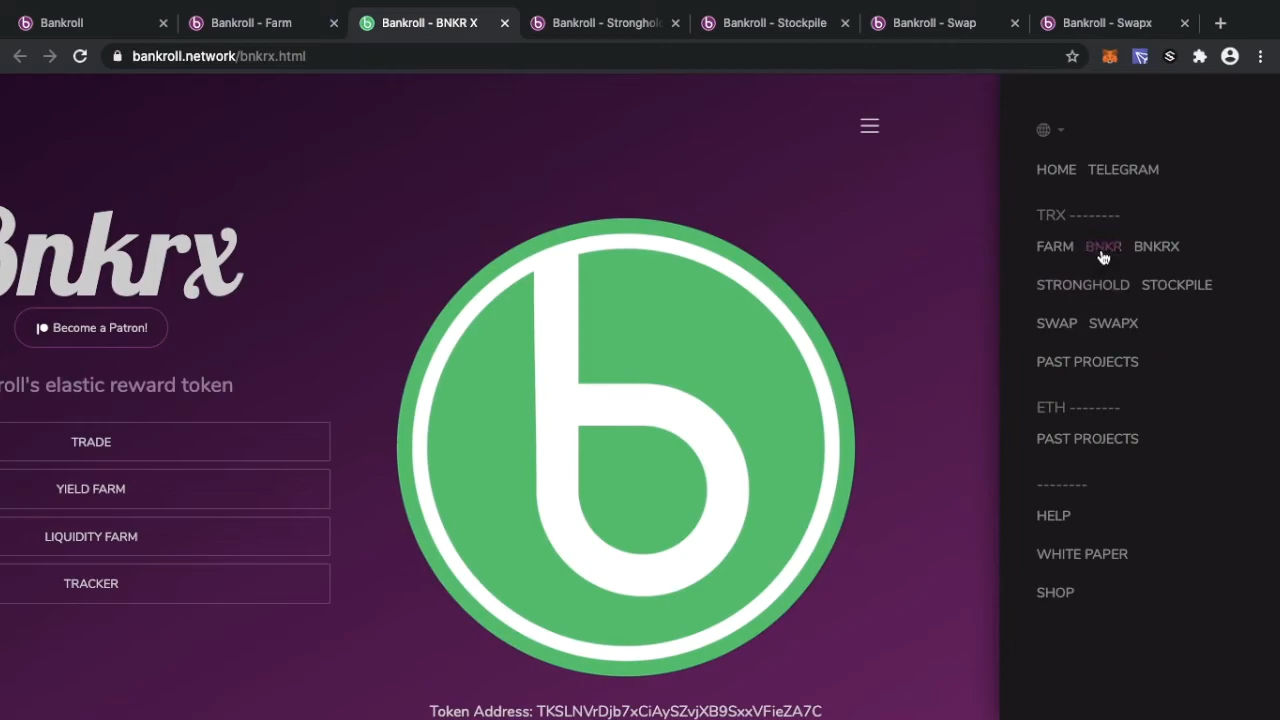 Bankroll
Bankroll - Farm
Bankroll - BNKR X
Bankroll - Stronghol
Bankroll - Stockpile
Bankroll - Swap
Bankroll - Swapx
bankroll.network/bnkrx.html
HOME TELEGRAM
TRX --------
FARM BNKR BNKRX
STRONGHOLD STOCKPILE
SWAP SWAPX
PAST PROJECTS
ETH --------
PAST PROJECTS
--------
HELP
WHITE PAPER
SHOP
Bnkrx
Become a Patron!
roll's elastic reward token
TRADE
YIELD FARM
LIQUIDITY FARM
TRACKER
b
Token Address: TKSLNVrDjb7xCiAySZvjXB9SxxVFieZA7C